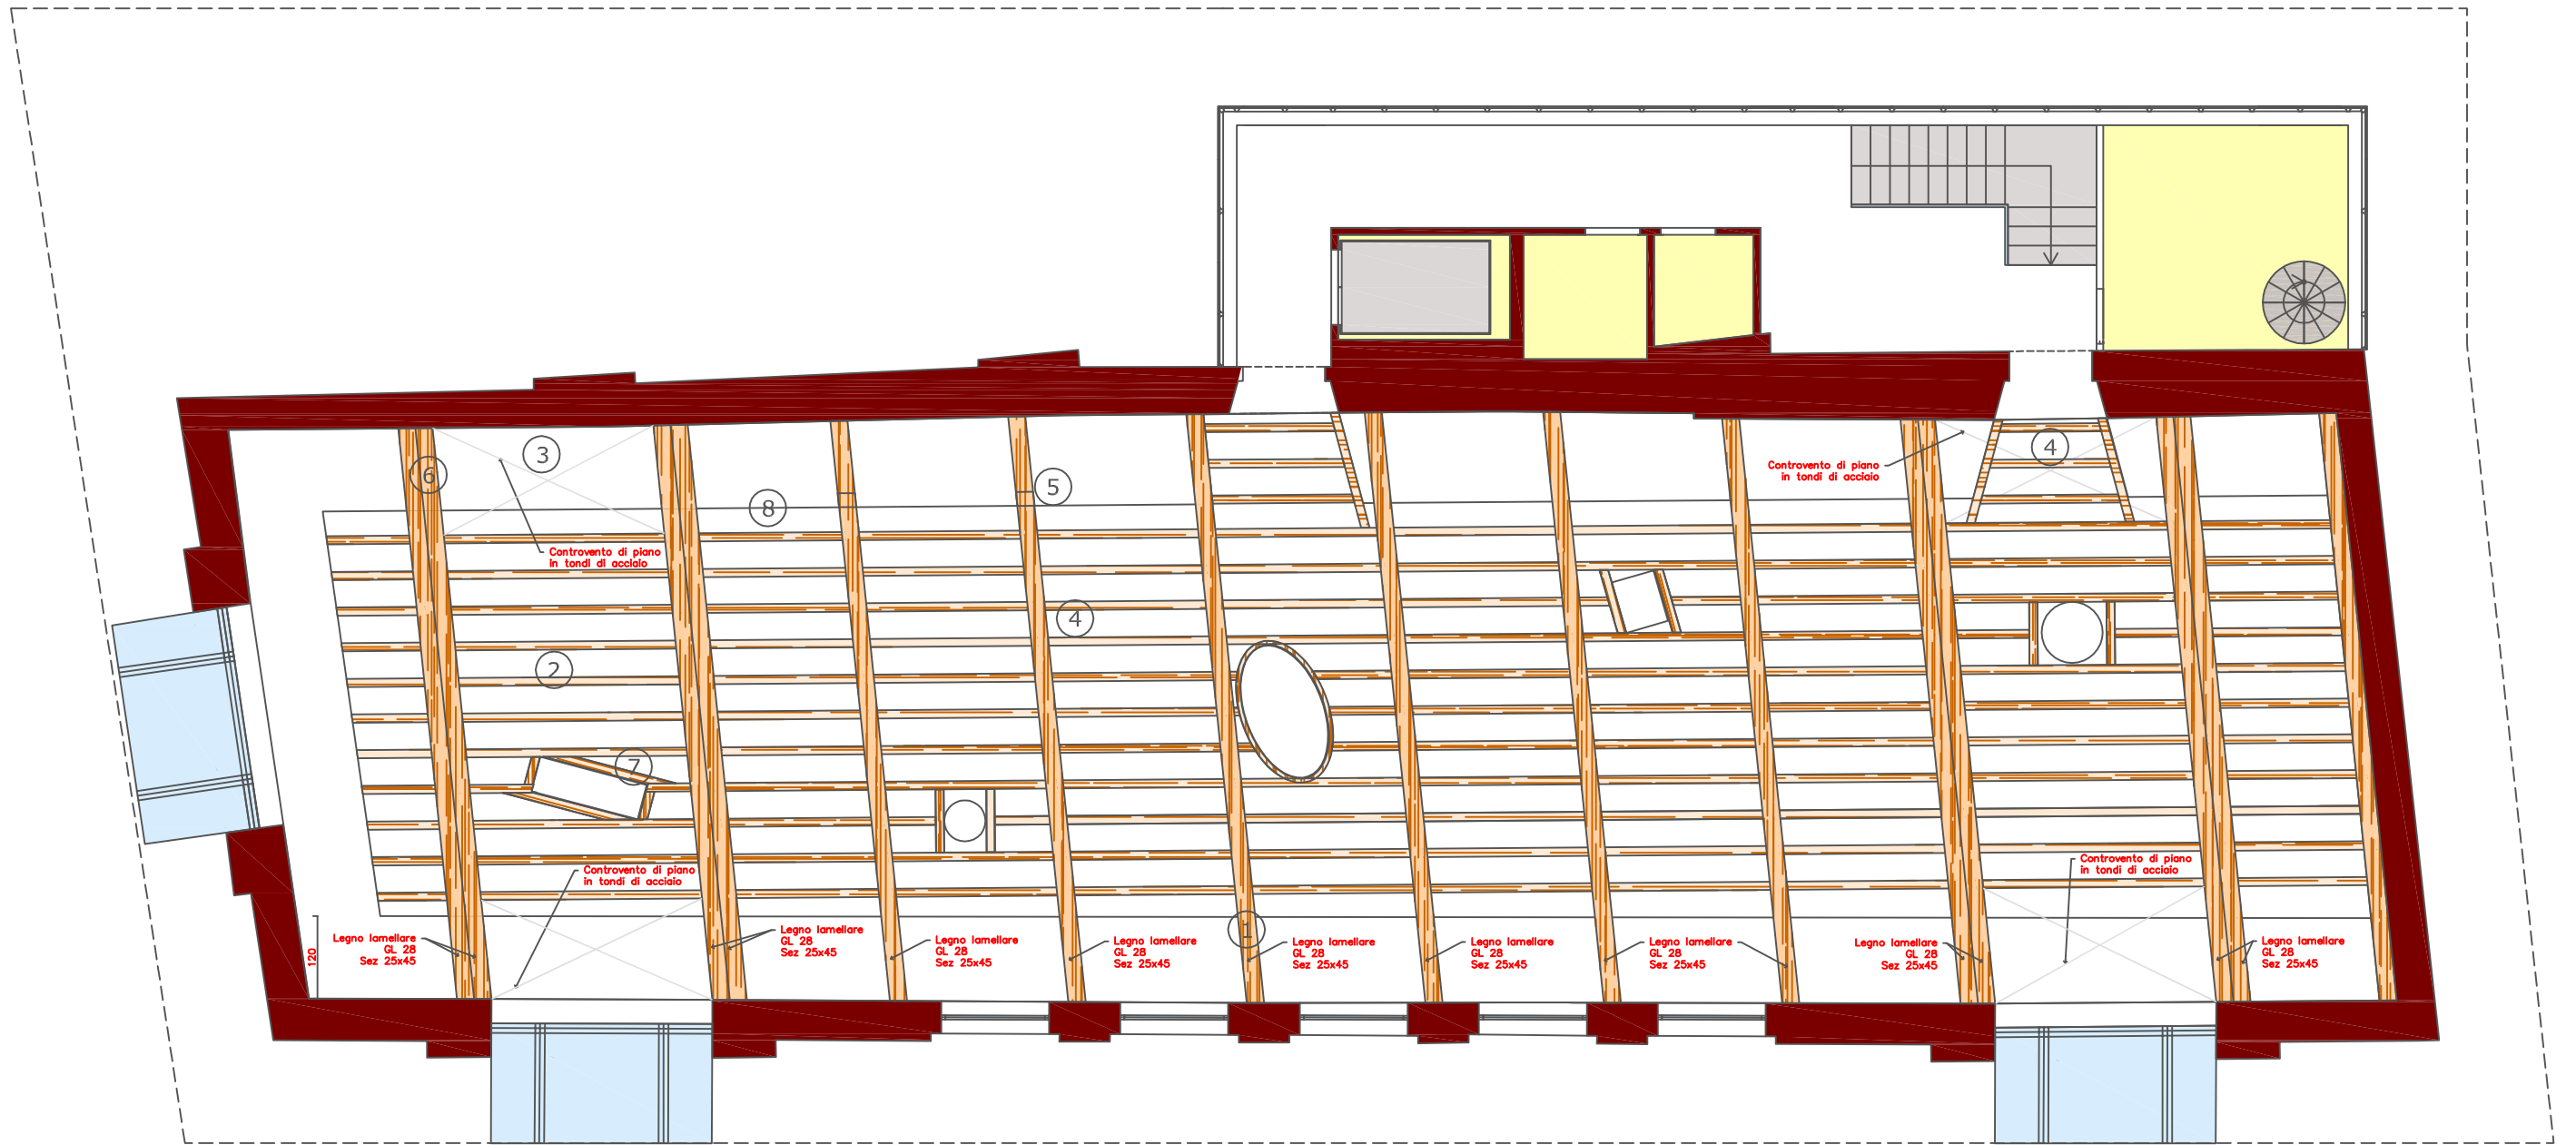 3
4
6
Controvento di piano
in tondi di acciaio
5
8
Controvento di piano
in tondi di acciaio
4
2
7
Controvento di piano
in tondi di acciaio
Controvento di piano
in tondi di acciaio
1
120
Legno lamellare
GL 28
Sez 25x45
Legno lamellare
GL 28
Sez 25x45
Legno lamellare
GL 28
Sez 25x45
Legno lamellare
GL 28
Sez 25x45
Legno lamellare
GL 28
Sez 25x45
Legno lamellare
GL 28
Sez 25x45
Legno lamellare
GL 28
Sez 25x45
Legno lamellare
GL 28
Sez 25x45
Legno lamellare
GL 28
Sez 25x45